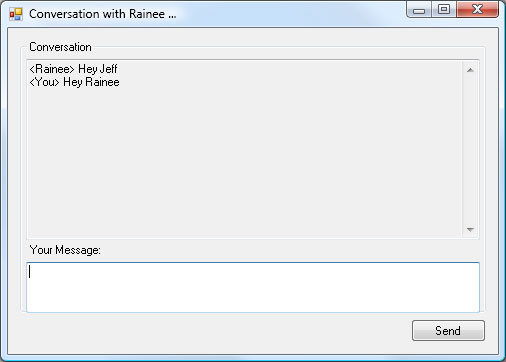 Conversation with Rainee ...
Conversation
<Rainee> Hey Jeff
<You> Hey Rainee
Your Message:
Send